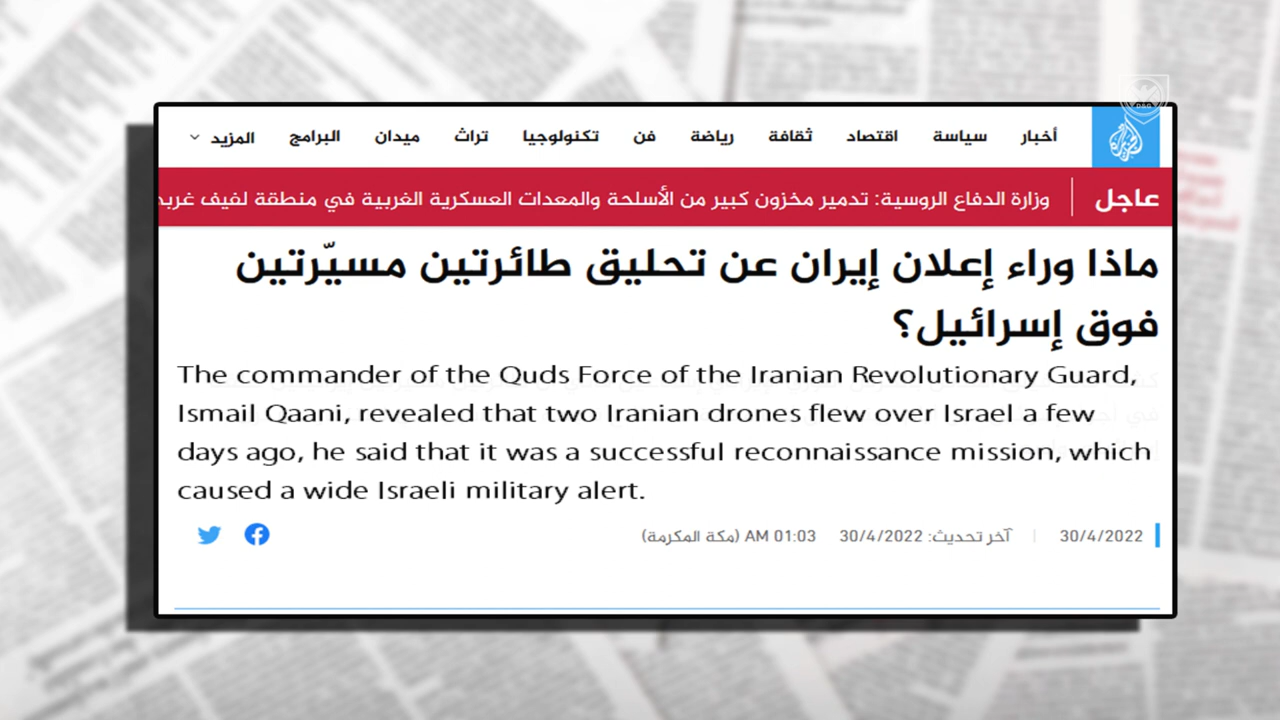 أخبار سياسة اقتصاد ثقافة رياضة فن تكنولوجيا تراث ميدان البرامج المزيد
عاجل وزارة الدفاع الروسية: تدمير مخزون كبير من الأسلحة والمعدات العسكرية الغربية في منطقة لفيف غربي
ماذا وراء إعلان إيران عن تحليق طائرتين مسيّرتين
فوق إسرائيل؟
The commander of the Quds Force of the Iranian Revolutionary Guard,
Ismail Qaani, revealed that two Iranian drones flew over Israel a few
days ago, he said that it was a successful reconnaissance mission, which
caused a wide Israeli military alert.
30/4/2022 | آخر تحديث: 30/4/2022 01:03 AM (مكة المكرمة)